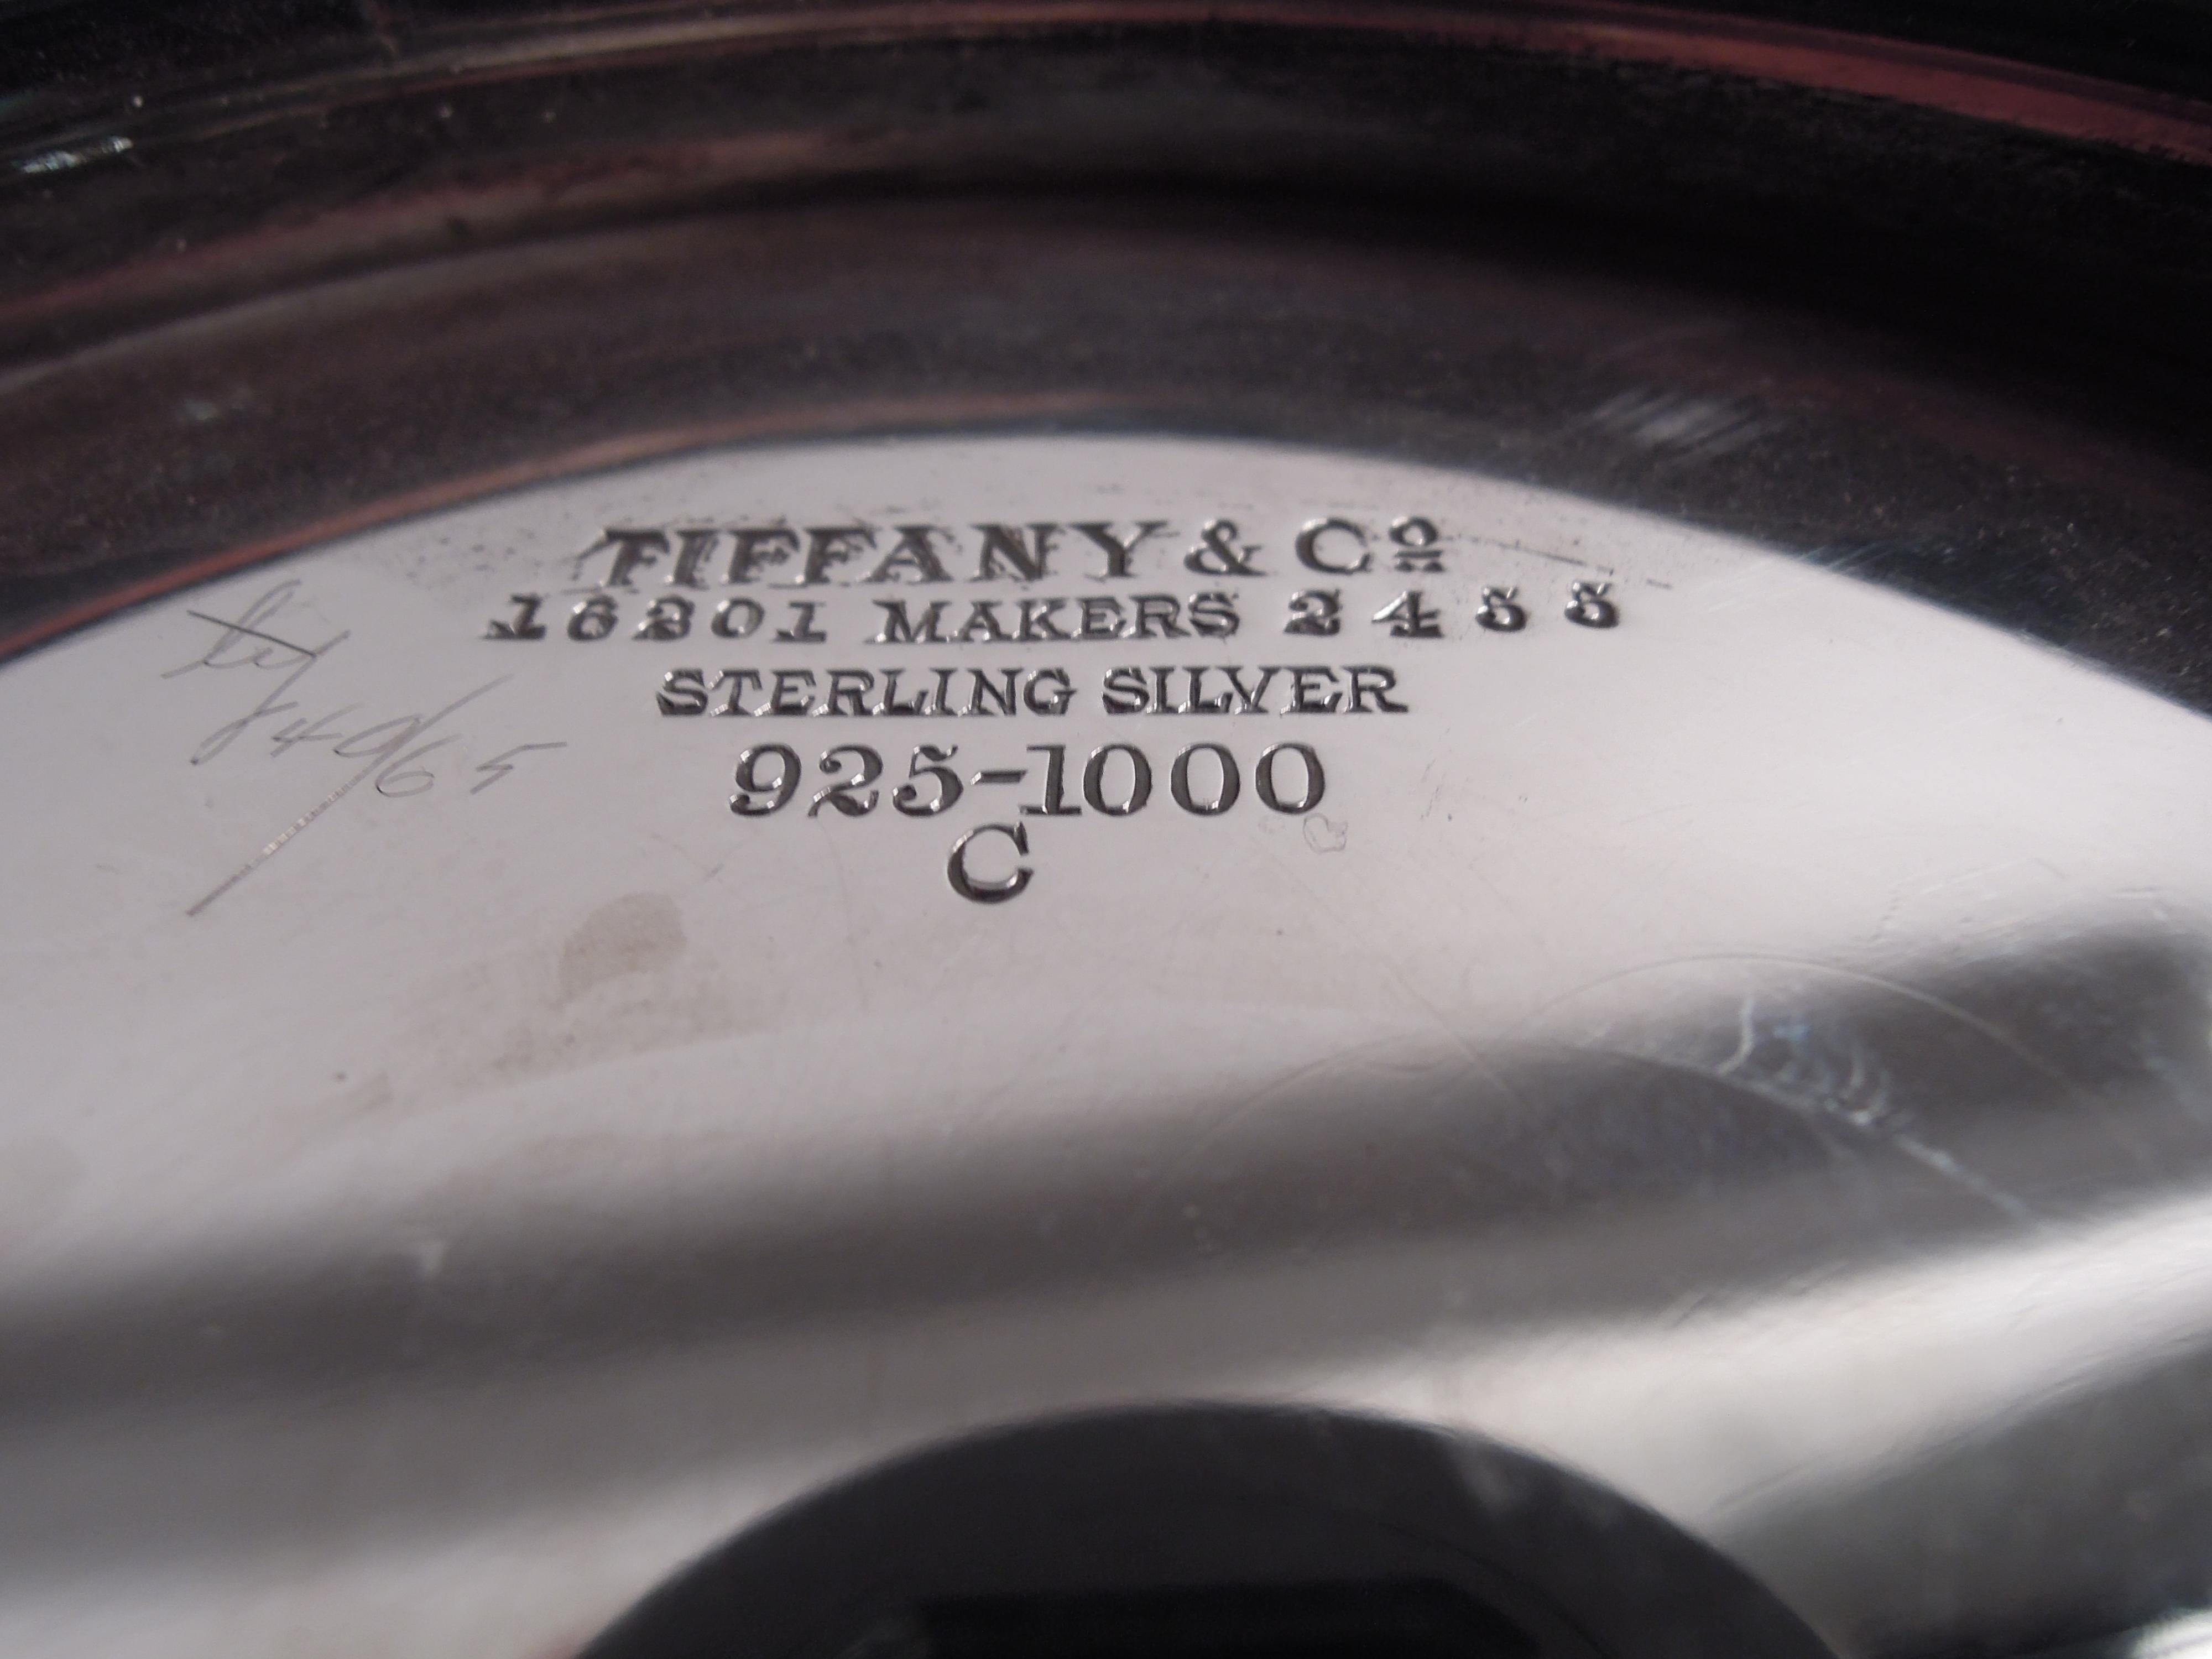 TIFFANY & Cº
16201 MAKERS 2455
STERLING SILVER
925-1000
C